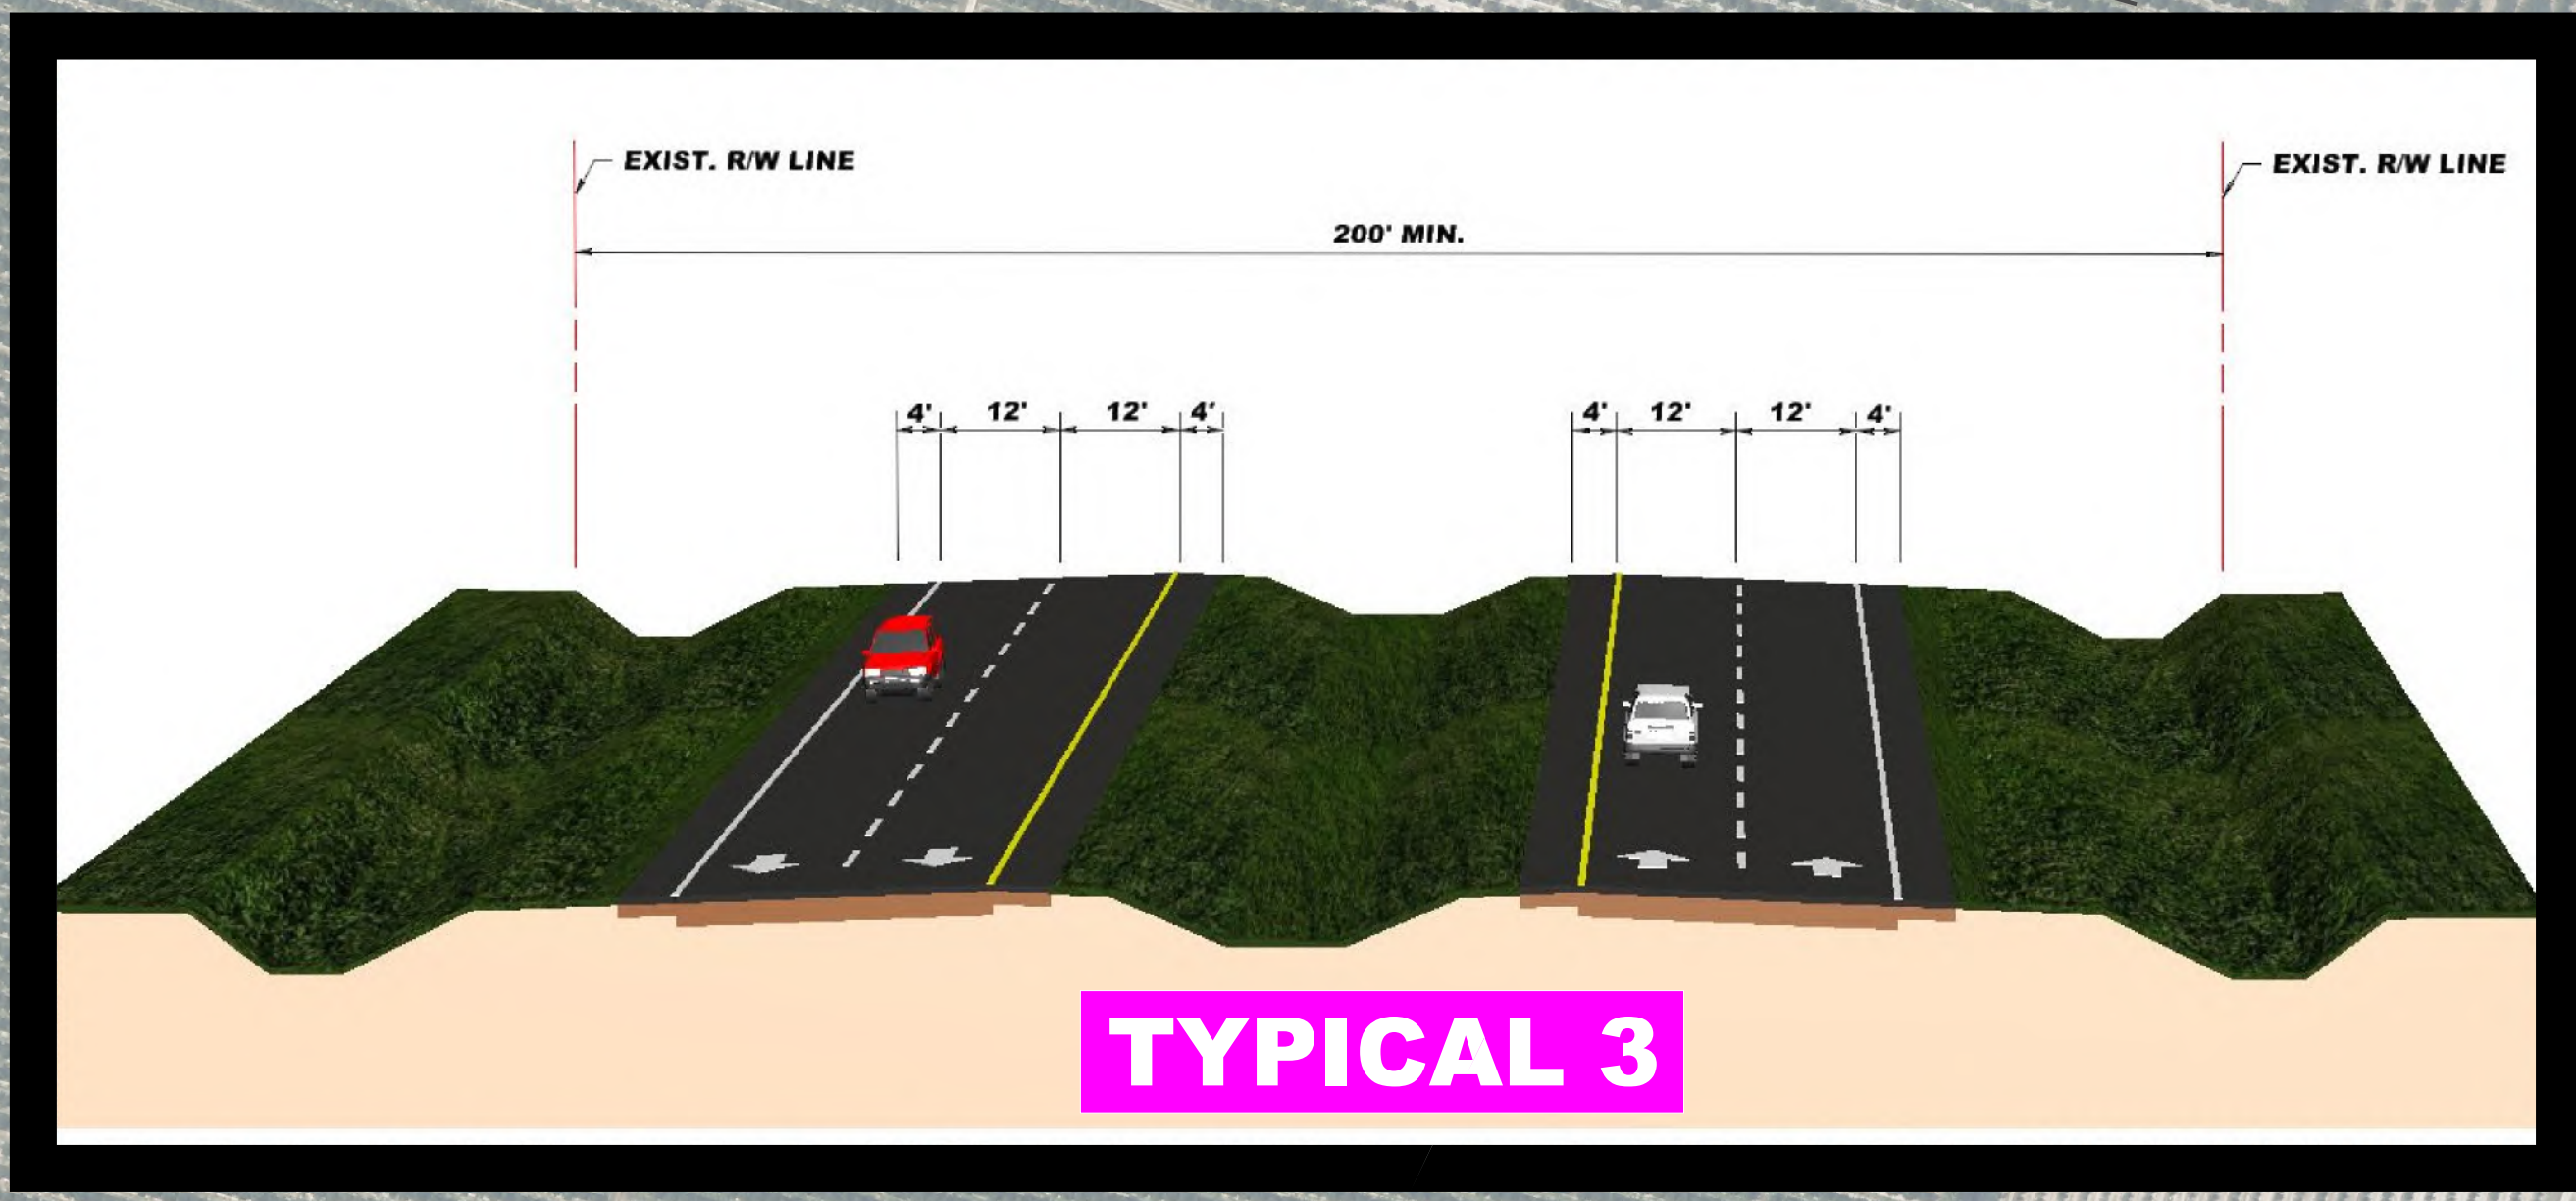 EXIST. R/W LINE
EXIST. R/W LINE
200' MIN.
4' 12' 12' 4'
4' 12' 12' 4'
TYPICAL 3